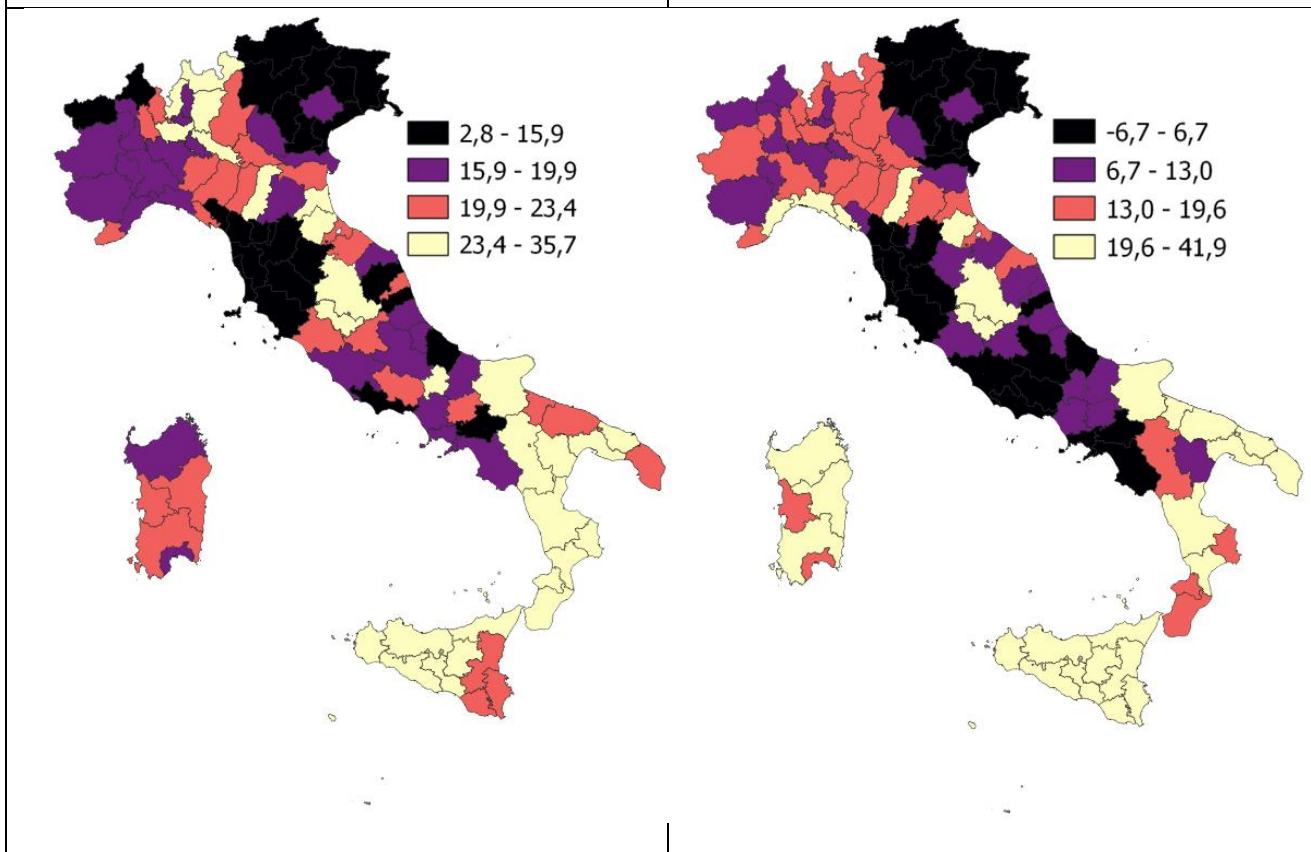 2,8 - 15,9
15,9 - 19,9
19,9 - 23,4
23,4 - 35,7
-6,7 - 6,7
6,7 - 13,0
13,0 - 19,6
19,6 - 41,9